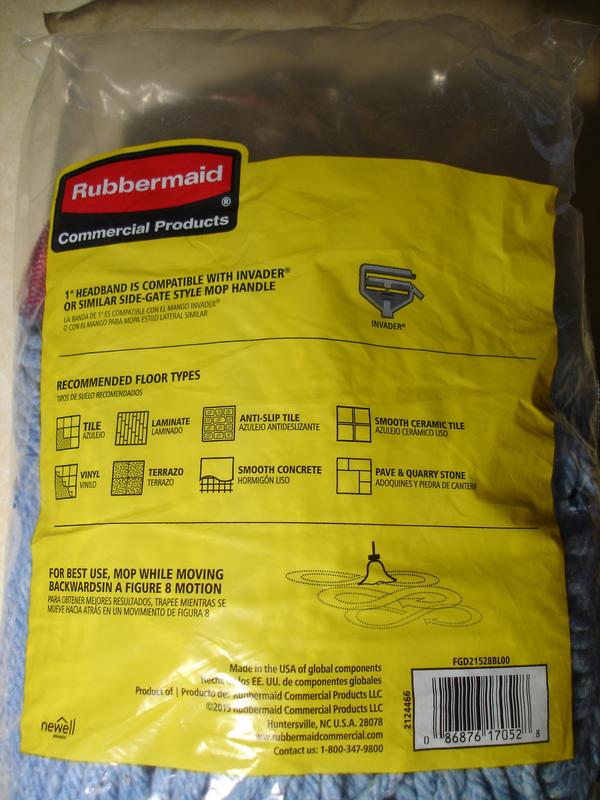 Rubbermaid®
Commercial Products
1" HEADBAND IS COMPATIBLE WITH INVADER®
OR SIMILAR SIDE-GATE STYLE MOP HANDLE
LA BANDA DE 1" ES COMPATIBLE CON EL MANGO INVADER®
O CON EL MANGO PARA MOPA ESTILO LATERAL SIMILAR
INVADER®
RECOMMENDED FLOOR TYPES
TIPOS DE SUELO RECOMENDADOS
TILE
AZULEJO
LAMINATE
LAMINADO
ANTI-SLIP TILE
AZULEJO ANTIDESLIZANTE
SMOOTH CERAMIC TILE
AZULEJO CERÁMICO LISO
VINYL
VINILO
TERRAZO
TERRAZO
SMOOTH CONCRETE
HORMIGÓN LISO
PAVE & QUARRY STONE
ADOQUINES Y PIEDRA DE CANTERA
FOR BEST USE, MOP WHILE MOVING
BACKWARDSIN A FIGURE 8 MOTION
PARA OBTENER MEJORES RESULTADOS, TRAPEE MIENTRAS SE
MUEVE HACIA ATRÁS EN UN MOVIMIENTO DE FIGURA 8
Made in the USA of global components
los EE. UU. de componentes globales
Product of | Producto de: Rubbermaid Commercial Products LLC
©2019 Rubbermaid Commercial Products LLC
Huntersville, NC U.S.A. 28078
www.rubbermaidcommercial.com
Contact us: 1-800-347-9800
newell
BRANDS
2124466
FGD21528BL00
0 86876 17052 8